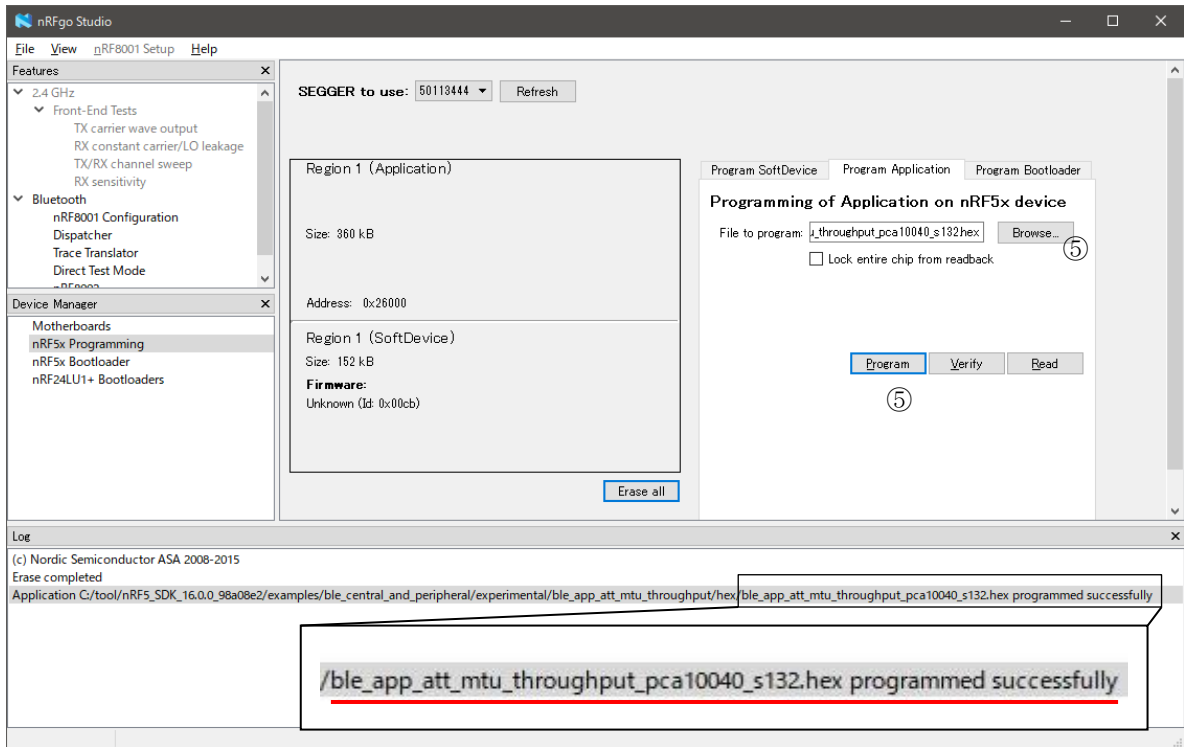 nRFgo Studio
File View nRF8001 Setup Help
Features
2.4 GHz
Front-End Tests
TX carrier wave output
RX constant carrier/LO leakage
TX/RX channel sweep
RX sensitivity
Bluetooth
nRF8001 Configuration
Dispatcher
Trace Translator
Direct Test Mode
Device Manager
Motherboards
nRF5x Programming
nRF5x Bootloader
nRF24LU1+ Bootloaders
SEGGER to use: 50113444 Refresh
Region 1 (Application)
Size: 360 kB
Address: 0x26000
Region 1 (SoftDevice)
Size: 152 kB
Firmware:
Unknown (Id: 0x00cb)
Erase all
Program SoftDevice Program Application Program Bootloader
Programming of Application on nRF5x device
File to program: _throughput_pca10040_s132.hex Browse...
⑤
Lock entire chip from readback
Program Verify Read
⑤
Log
(c) Nordic Semiconductor ASA 2008-2015
Erase completed
Application C:/tool/nRF5_SDK_16.0.0_98a08e2/examples/ble_central_and_peripheral/experimental/ble_app_att_mtu_throughput/hex/ble_app_att_mtu_throughput_pca10040_s132.hex programmed successfully
/ble_app_att_mtu_throughput_pca10040_s132.hex programmed successfully